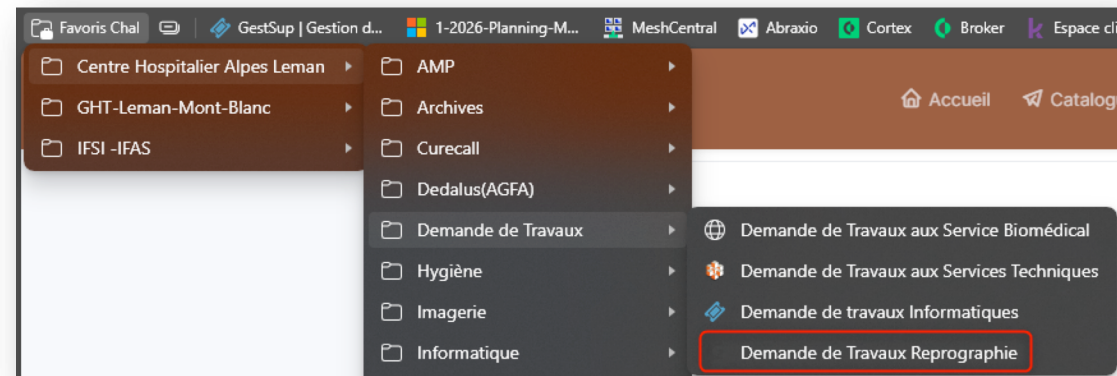 Favoris Chal GestSup | Gestion d... 1-2026-Planning-M... MeshCentral Abraxio Cortex Broker Espace cli
Centre Hospitalier Alpes Leman
GHT-Leman-Mont-Blanc
IFSI -IFAS
AMP
Archives
Curecall
Dedalus(AGFA)
Demande de Travaux
Hygiène
Imagerie
Informatique
Accueil Catalog
Demande de Travaux aux Service Biomédical
Demande de Travaux aux Services Techniques
Demande de travaux Informatiques
Demande de Travaux Reprographie